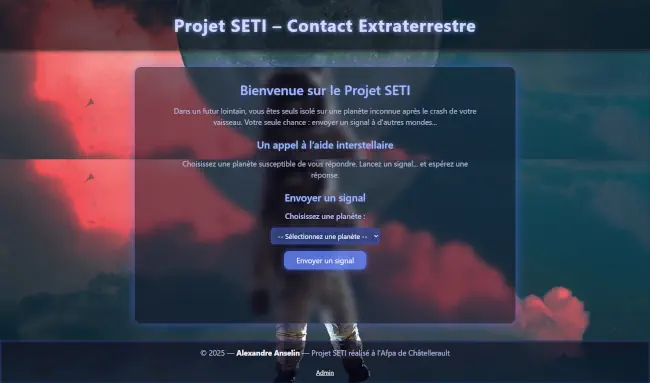 Projet SETI – Contact Extraterrestre
Bienvenue sur le Projet SETI
Dans un futur lointain, vous êtes seuls isolé sur une planète inconnue après le crash de votre
vaisseau. Votre seule chance : envoyer un signal à d'autres mondes...
Un appel à l'aide interstellaire
Choisissez une planète susceptible de vous répondre. Lancez un signal... et espérez une
réponse.
Envoyer un signal
Choisissez une planète :
-- Sélectionnez une planète --
Envoyer un signal
© 2025 — Alexandre Anselin — Projet SETI réalisé à l'Afpa de Châtellerault
Admin